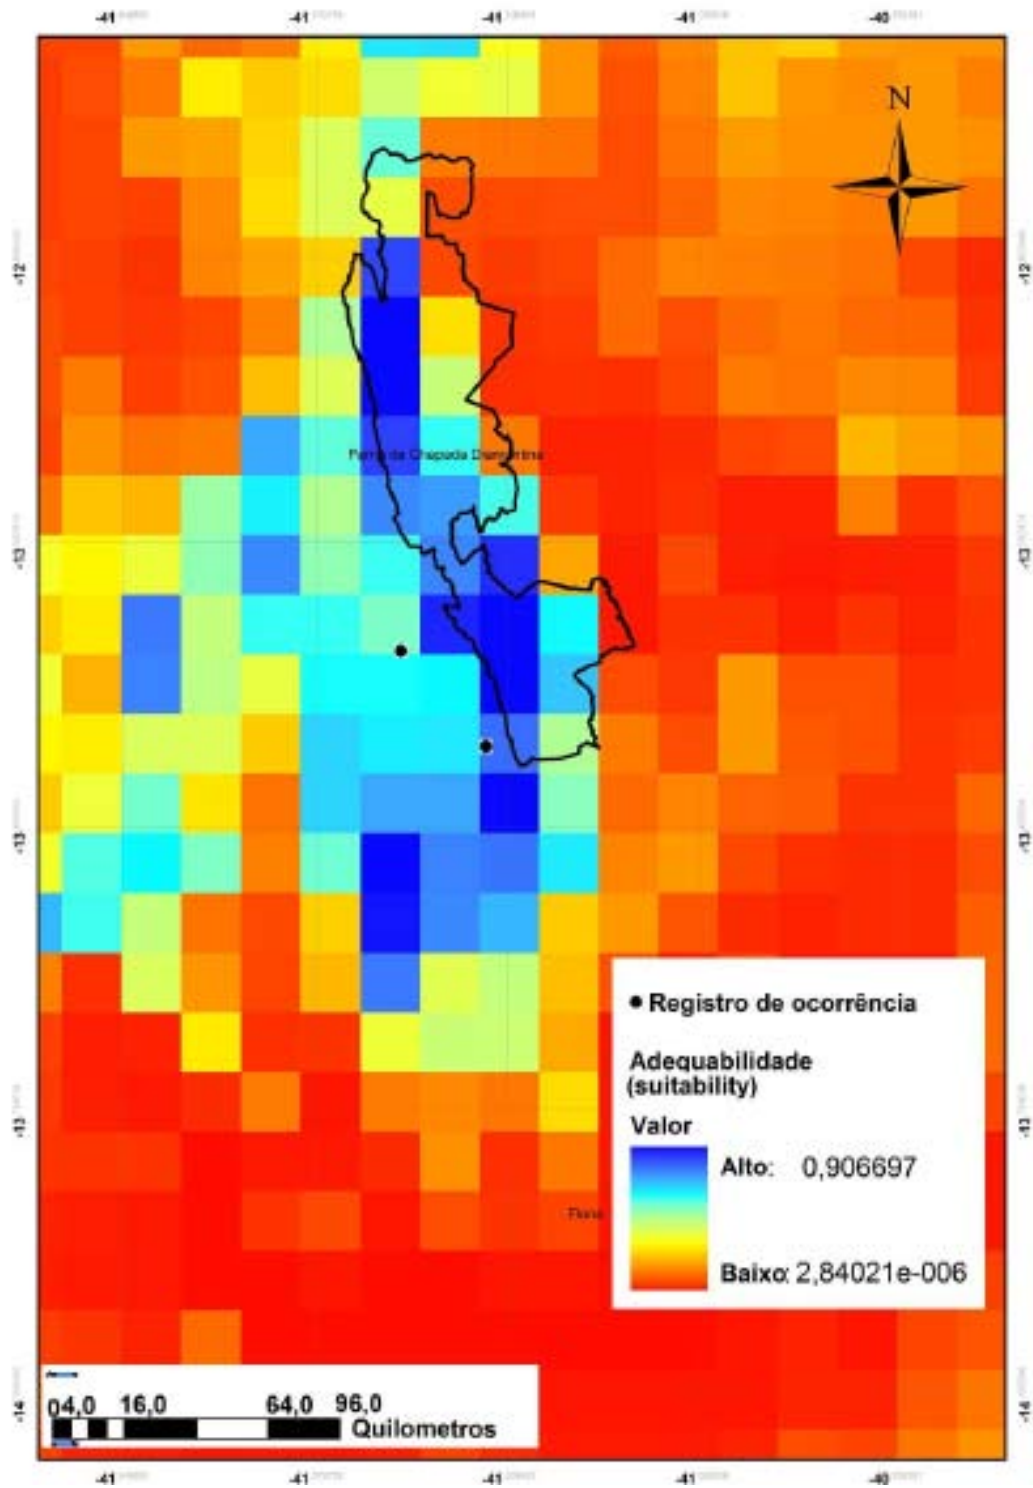 -41 -41 -41 -41 -40
N
-12 -12
-13 -13
-13 -13
-13 -13
-14 -14
Registro de ocorrência
Adequabilidade
(suitability)
Valor
Alto: 0,906697
Baixo: 2,84021e-006
04,0 16,0 64,0 96,0
Quilometros
-41 -41 -41 -41 -40